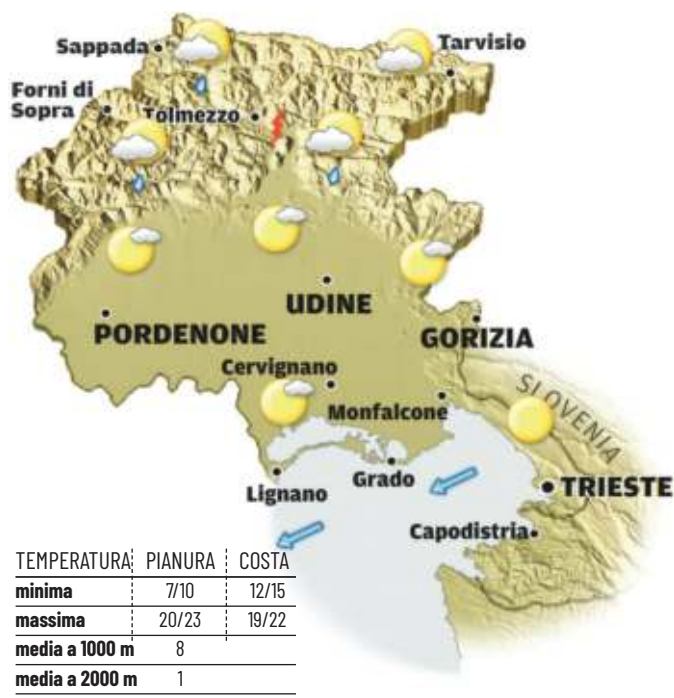 Sappada
Tarvisio
Forni di
Sopra
Tolmezzo
UDINE
PORDENONE
GORIZIA
Cervignano
SLOVENIA
Monfalcone
Grado
Lignano
TRIESTE
Capodistria
TEMPERATURA PIANURA COSTA
minima 7/10 12/15
massima 20/23 19/22
media a 1000 m 8
media a 2000 m 1